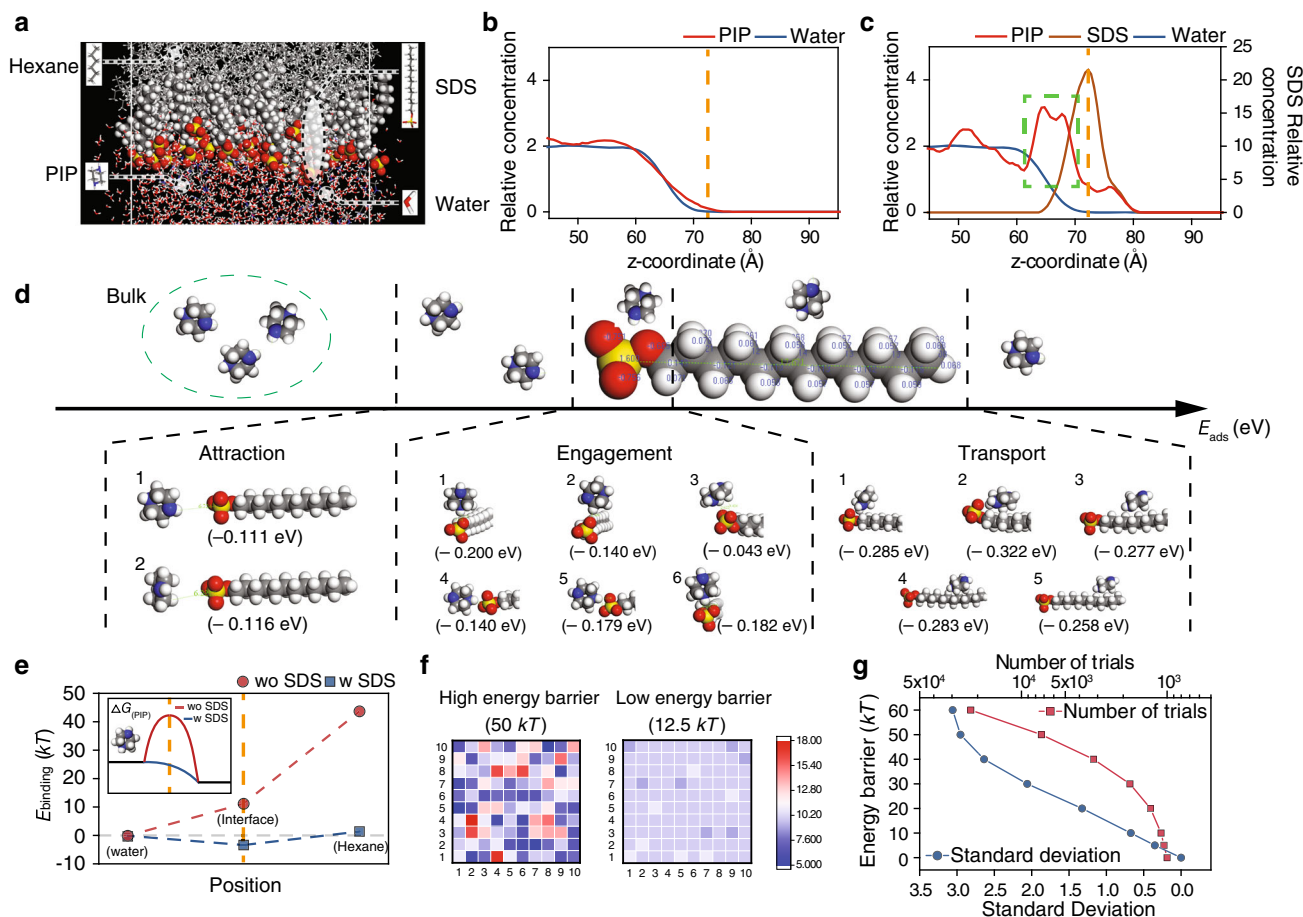 a
Hexane
SDS
PIP
Water
b
PIP Water
Relative concentration
4
2
0
50 60 70 80 90
z-coordinate (Å)
c
PIP SDS Water
Relative concentration
4
2
0
25
20
15
10
5
0
SDS Relative
concentration
50 60 70 80 90
z-coordinate (Å)
d
Bulk
E ads (eV)
Attraction
1
(– 0.111 eV)
2
(– 0.116 eV)
Engagement
1 2 3
(– 0.200 eV) (– 0.140 eV) (– 0.043 eV)
4 5 6
(– 0.140 eV) (– 0.179 eV) (– 0.182 eV)
Transport
1 2 3
(– 0.285 eV) (– 0.322 eV) (– 0.277 eV)
4 5
(– 0.283 eV) (– 0.258 eV)
e
wo SDS w SDS
Ebinding (kT)
50
40
30
20
10
0
-10
ΔG (PIP)
wo SDS
w SDS
(water)
(Interface)
(Hexane)
Position
f
High energy barrier
(50 kT)
10
9
8
7
6
5
4
3
2
1
1 2 3 4 5 6 7 8 9 10
Low energy barrier
(12.5 kT)
10
9
8
7
6
5
4
3
2
1
1 2 3 4 5 6 7 8 9 10
18.00
15.40
12.80
10.20
7.600
5.000
g
Number of trials
5x10⁴ 10⁴ 5x10³ 10³
Energy barrier (kT)
60
50
40
30
20
10
0
Number of trials
Standard deviation
3.5 3.0 2.5 2.0 1.5 1.0 0.5 0.0
Standard Deviation